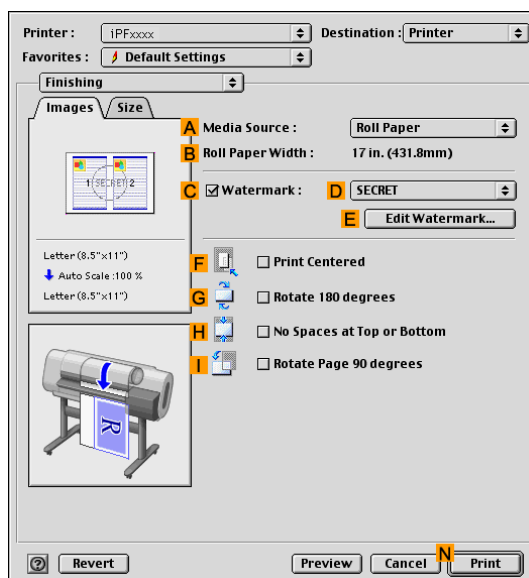 Printer : iPFxxxx Destination : Printer
Favorites : Default Settings
Finishing
Images Size
A Media Source : Roll Paper
B Roll Paper Width : 17 in. (431.8mm)
1 SECRET 2
C Watermark : D SECRET
E Edit Watermark...
Letter (8.5"x11")
Auto Scale :100 %
Letter (8.5"x11")
F Print Centered
G Rotate 180 degrees
H No Spaces at Top or Bottom
I Rotate Page 90 degrees
R
N
? Revert Preview Cancel Print